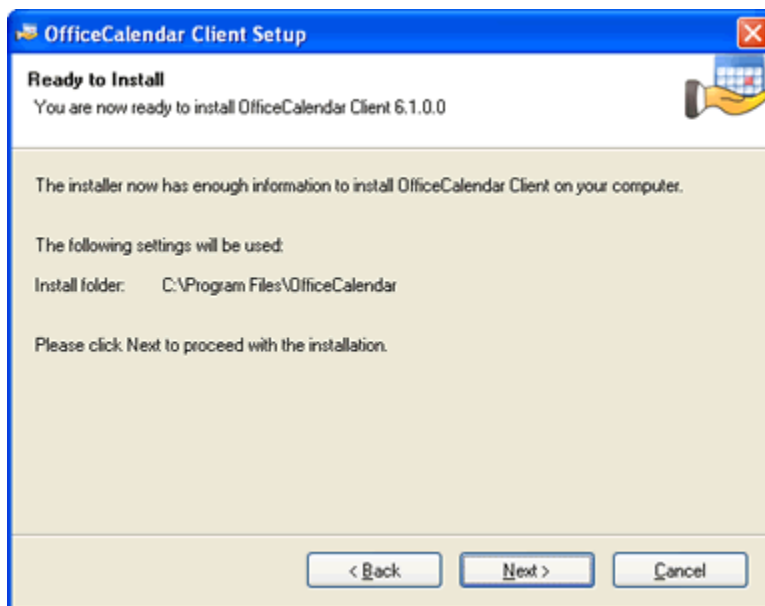 OfficeCalendar Client Setup
Ready to Install
You are now ready to install OfficeCalendar Client 6.1.0.0
The installer now has enough information to install OfficeCalendar Client on your computer.
The following settings will be used:
Install folder: C:\Program Files\OfficeCalendar
Please click Next to proceed with the installation.
< Back Next > Cancel